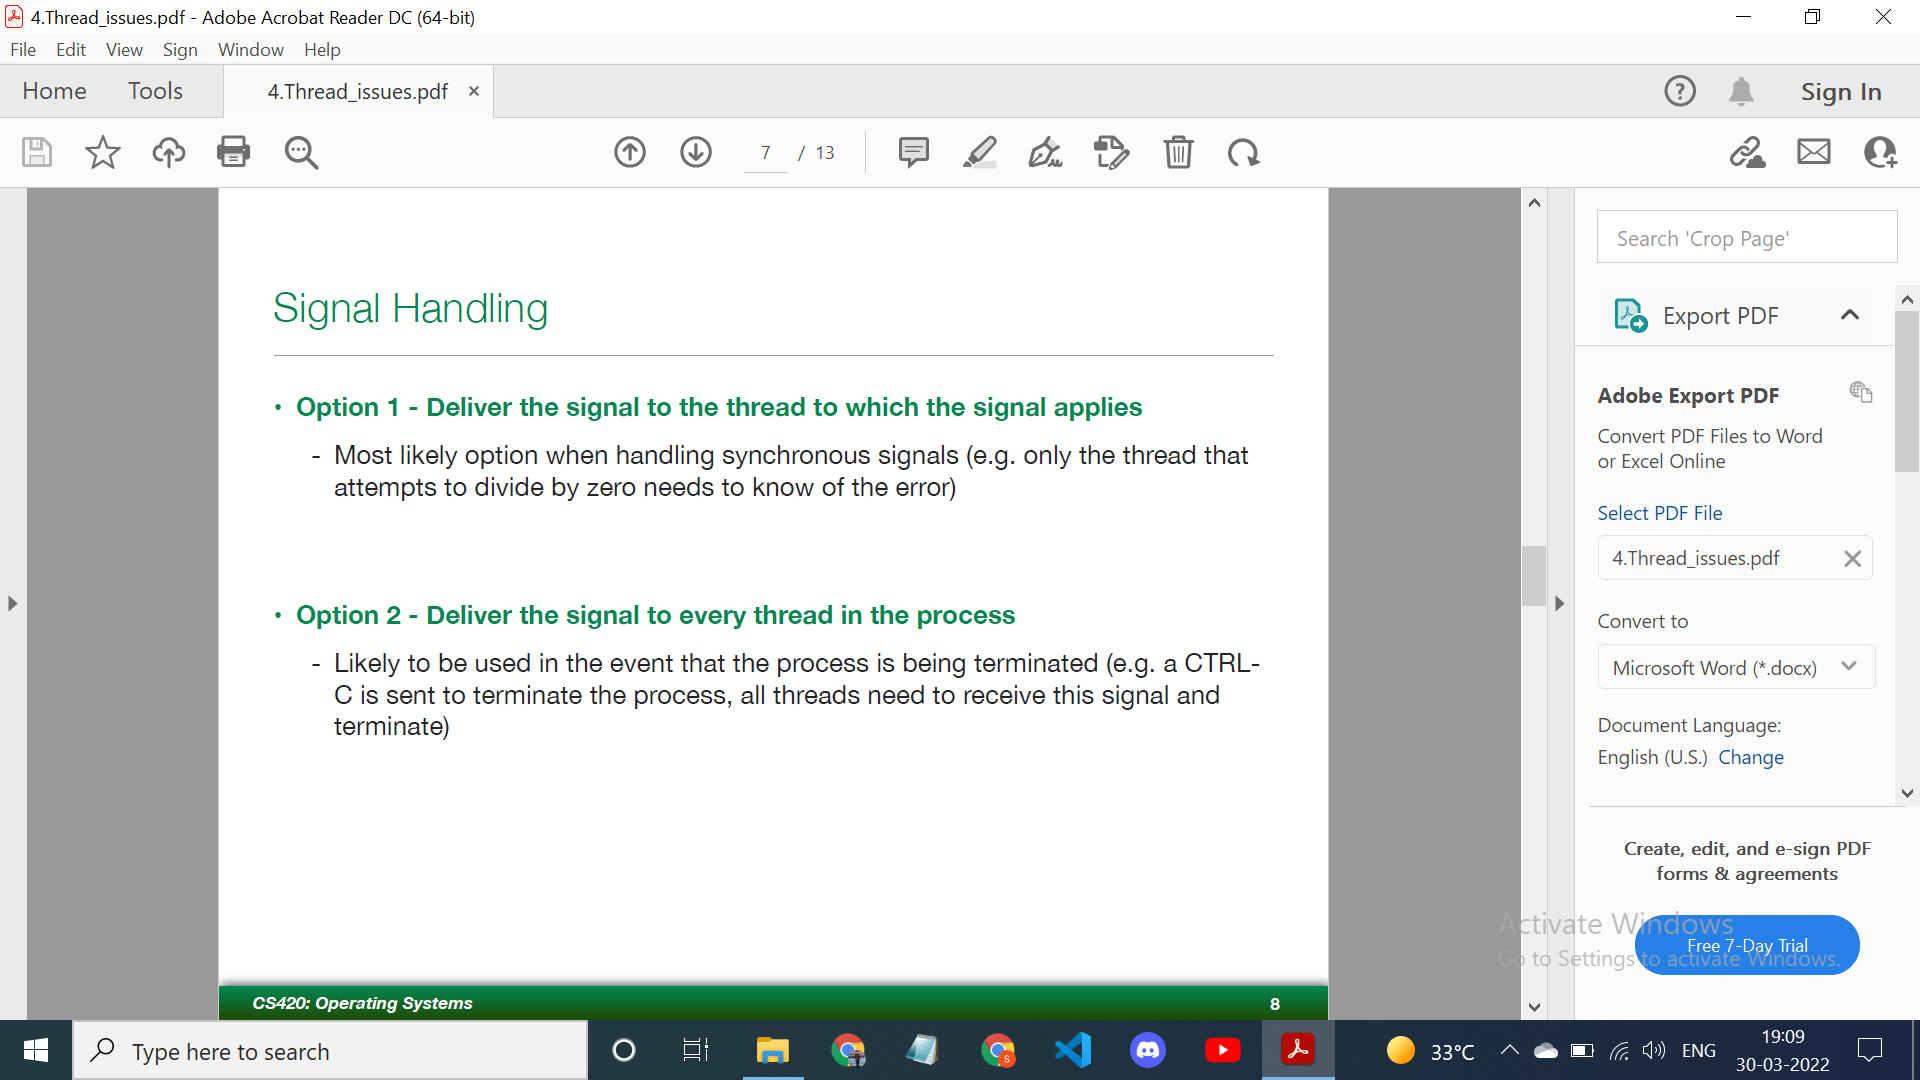 4.Thread_issues.pdf - Adobe Acrobat Reader DC (64-bit)
File Edit View Sign Window Help
Home Tools 4.Thread_issues.pdf × Sign In
7 / 13
Search 'Crop Page'
Signal Handling
Export PDF
• Option 1 - Deliver the signal to the thread to which the signal applies
- Most likely option when handling synchronous signals (e.g. only the thread that
attempts to divide by zero needs to know of the error)
• Option 2 - Deliver the signal to every thread in the process
- Likely to be used in the event that the process is being terminated (e.g. a CTRL-
C is sent to terminate the process, all threads need to receive this signal and
terminate)
CS420: Operating Systems 8
Adobe Export PDF
Convert PDF Files to Word
or Excel Online
Select PDF File
4.Thread_issues.pdf
Convert to
Microsoft Word (*.docx)
Document Language:
English (U.S.) Change
Create, edit, and e-sign PDF
forms & agreements
Free 7-Day Trial
Activate Windows
Go to Settings to activate Windows.
Type here to search
33°C
ENG
19:09
30-03-2022